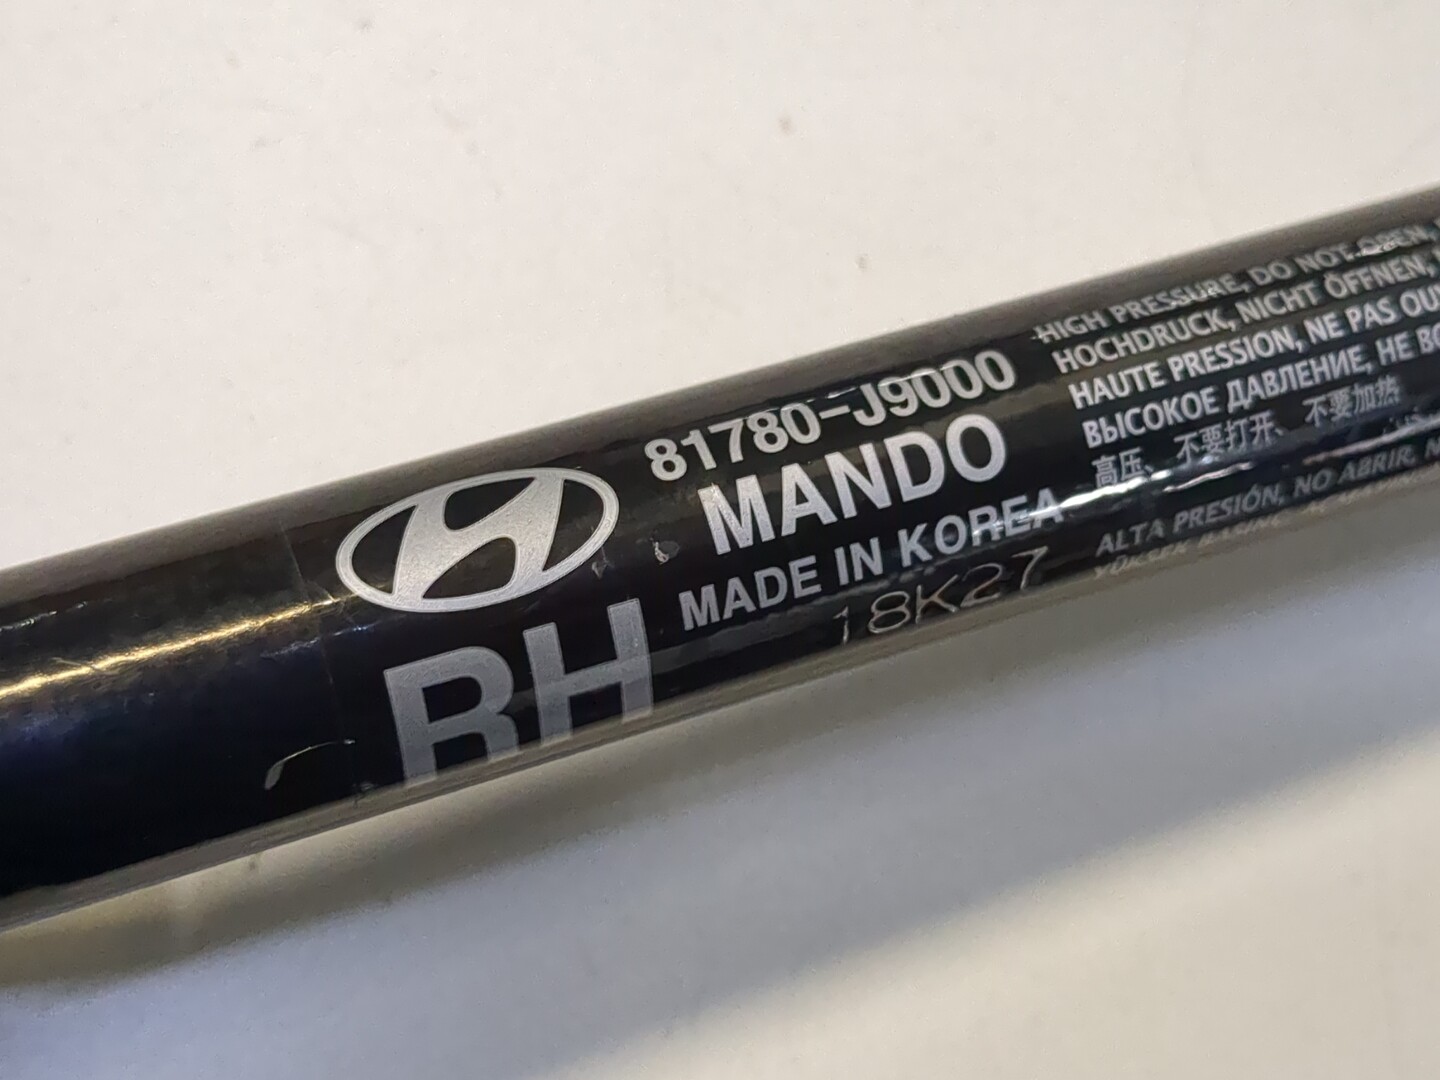 81780-J9000
MANDO
MADE IN KOREA
18K27
RH
HIGH PRESSURE, DO NOT OPEN,
HOCHDRUCK, NICHT ÖFFNEN,
HAUTE PRESSION, NE PAS
ВЫСОКОЕ ДАВЛЕНИЕ, НЕ
高压、不要打开、不要加热
ALTA PRESIÓN, NO ABRIR,
YÜKSEK